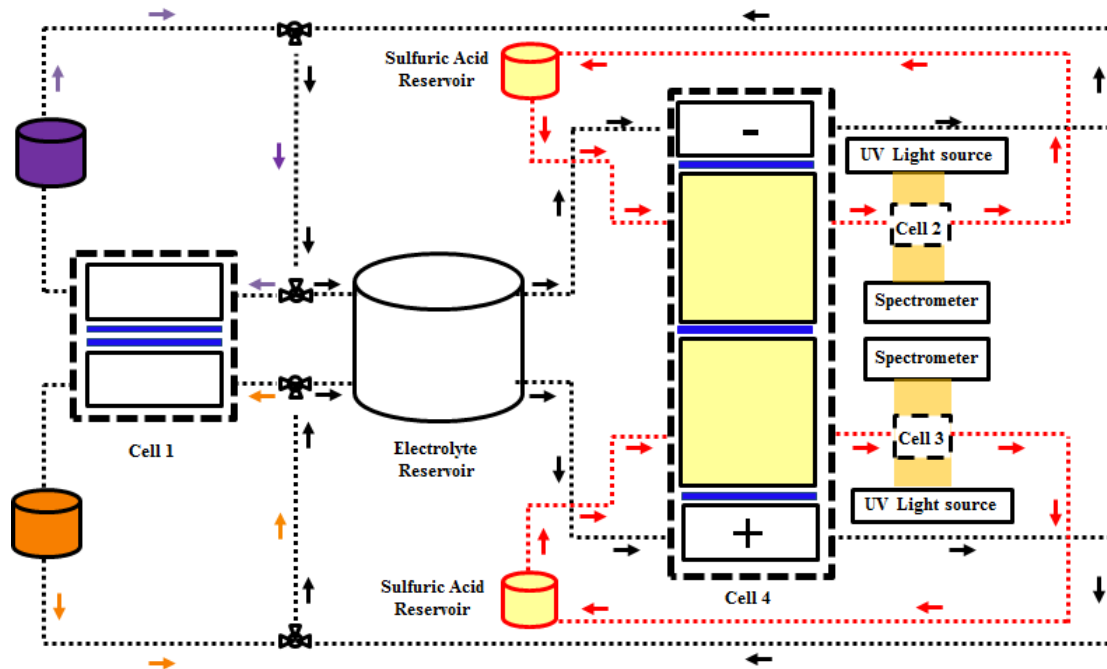 Sulfuric Acid
Reservoir
-
UV Light source
Cell 2
Spectrometer
Spectrometer
Cell 3
UV Light source
Cell 1
Electrolyte
Reservoir
+
Sulfuric Acid
Reservoir
Cell 4